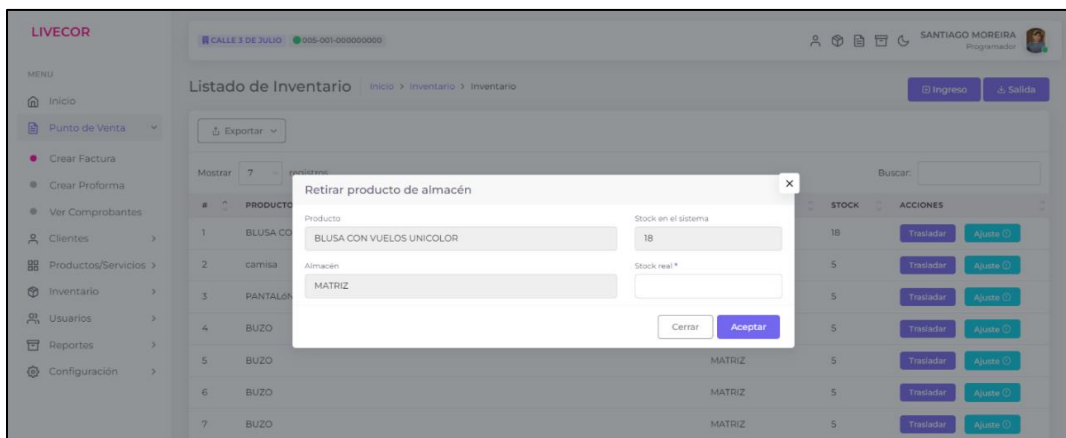 LIVECOR
CALLE 3 DE JULIO 005-001-000000000
SANTIAGO MOREIRA
Programador
MENU
Inicio
Punto de Venta
Crear Factura
Crear Proforma
Ver Comprobantes
Clientes
Productos/Servicios
Inventario
Usuarios
Reportes
Configuración
Listado de Inventario Inicio > Inventario > Inventario
Ingreso Salida
Exportar
Mostrar 7 registros
Buscar:
# PRODUCTO STOCK ACCIONES
1 BLUSA CO 18 Trasladar Ajuste
2 camisa 5 Trasladar Ajuste
3 PANTALÓN 5 Trasladar Ajuste
4 BUZO 5 Trasladar Ajuste
5 BUZO MATRIZ 5 Trasladar Ajuste
6 BUZO MATRIZ 5 Trasladar Ajuste
7 BUZO MATRIZ 5 Trasladar Ajuste
Retirar producto de almacén ×
Producto Stock en el sistema
BLUSA CON VUELOS UNICOLOR 18
Almacén Stock real *
MATRIZ
Cerrar Aceptar